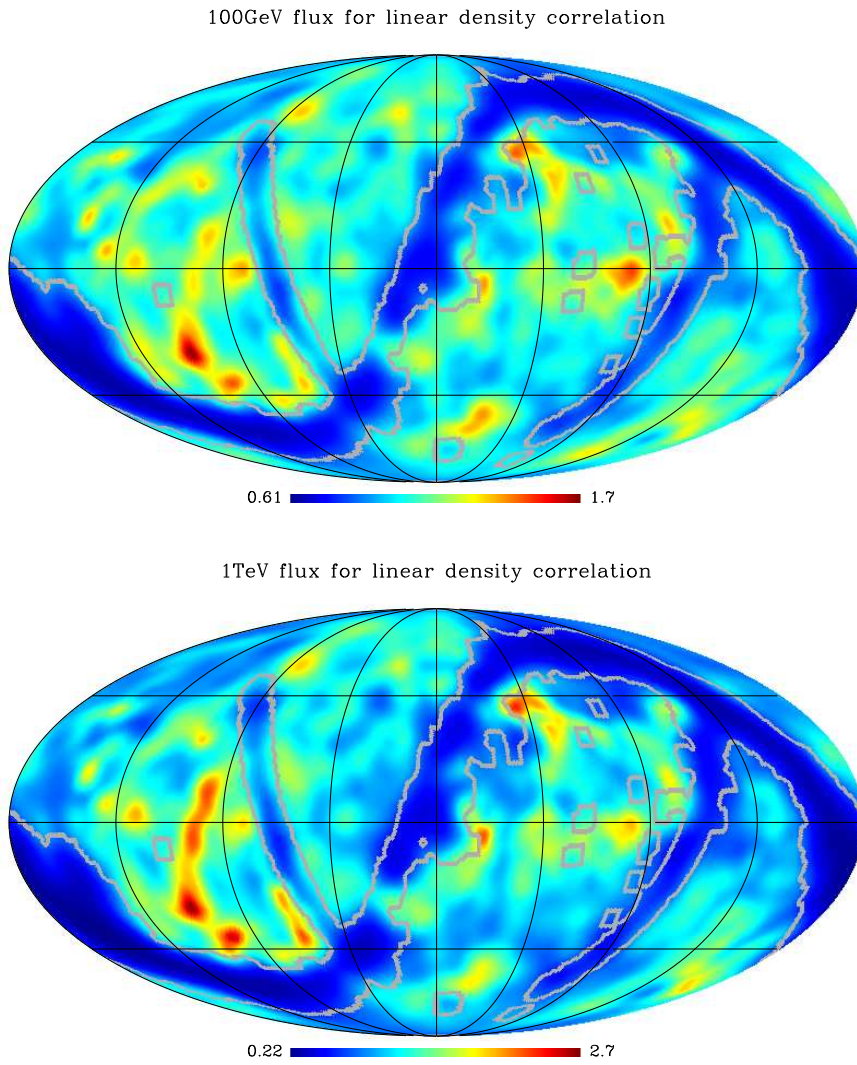 100GeV flux for linear density correlation
0.61 1.7
1TeV flux for linear density correlation
0.22 2.7